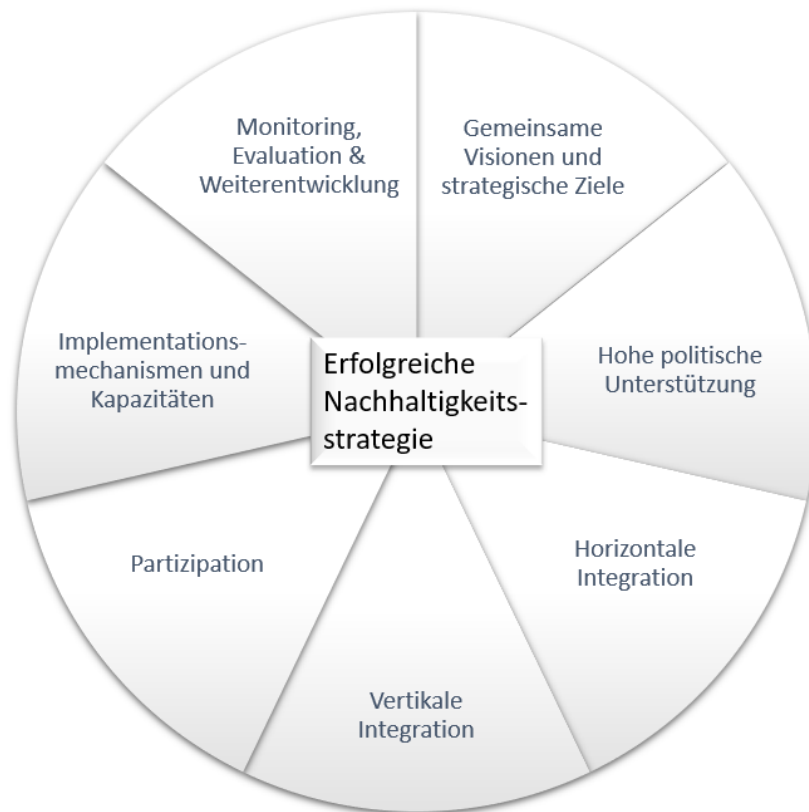 Monitoring,
Evaluation &
Weiterentwicklung
Gemeinsame
Visionen und
strategische Ziele
Implementations-
mechanismen und
Kapazitäten
Erfolgreiche
Nachhaltigkeits-
strategie
Hohe politische
Unterstützung
Partizipation
Horizontale
Integration
Vertikale
Integration